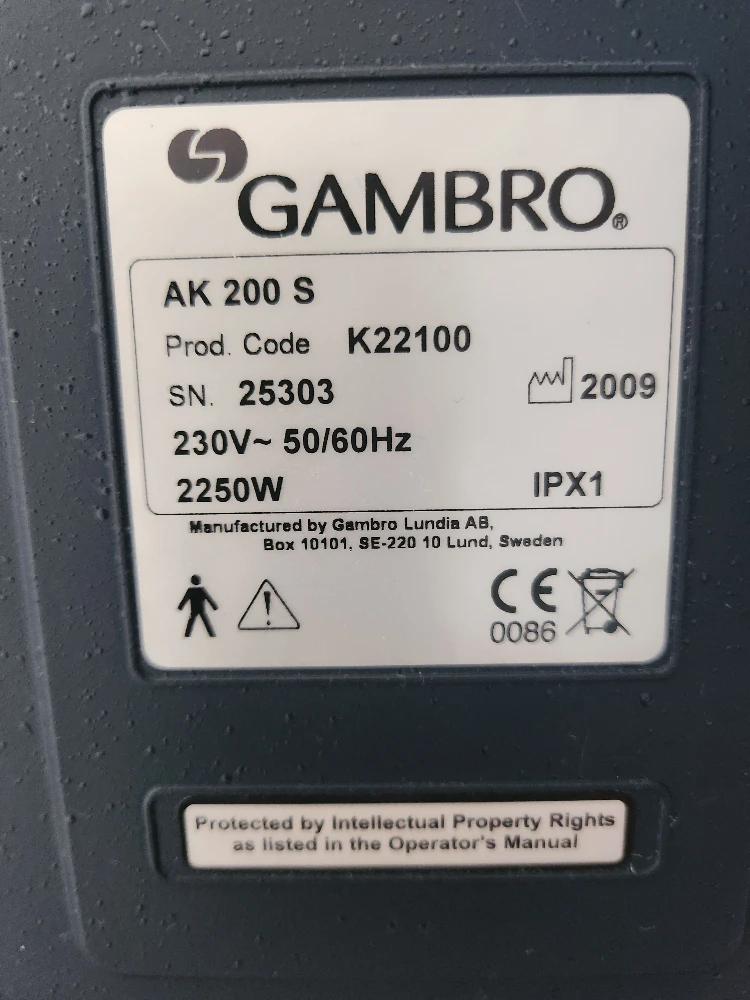 GAMBRO®
AK 200 S
Prod. Code K22100
SN. 25303
2009
230V~ 50/60Hz
2250W IPX1
Manufactured by Gambro Lundia AB,
Box 10101, SE-220 10 Lund, Sweden
CE
0086
Protected by Intellectual Property Rights
as listed in the Operator's Manual